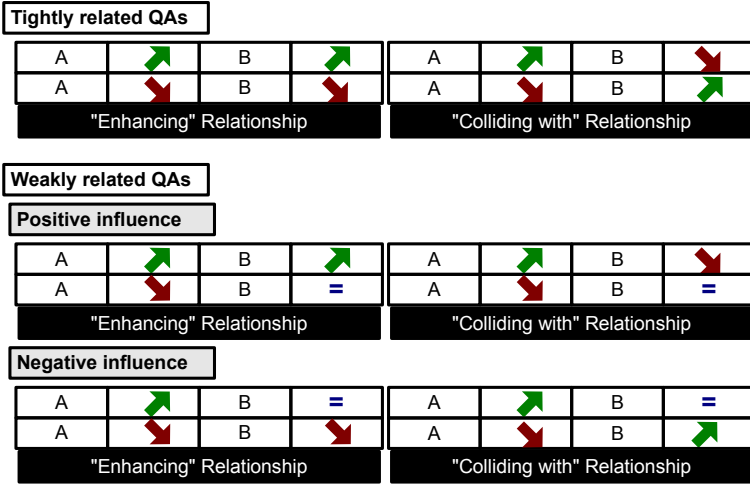 Tightly related QAs
A B A B
A B A B
"Enhancing" Relationship "Colliding with" Relationship
Weakly related QAs
Positive influence
A B A B
A B = A B =
"Enhancing" Relationship "Colliding with" Relationship
Negative influence
A B = A B =
A B A B
"Enhancing" Relationship "Colliding with" Relationship